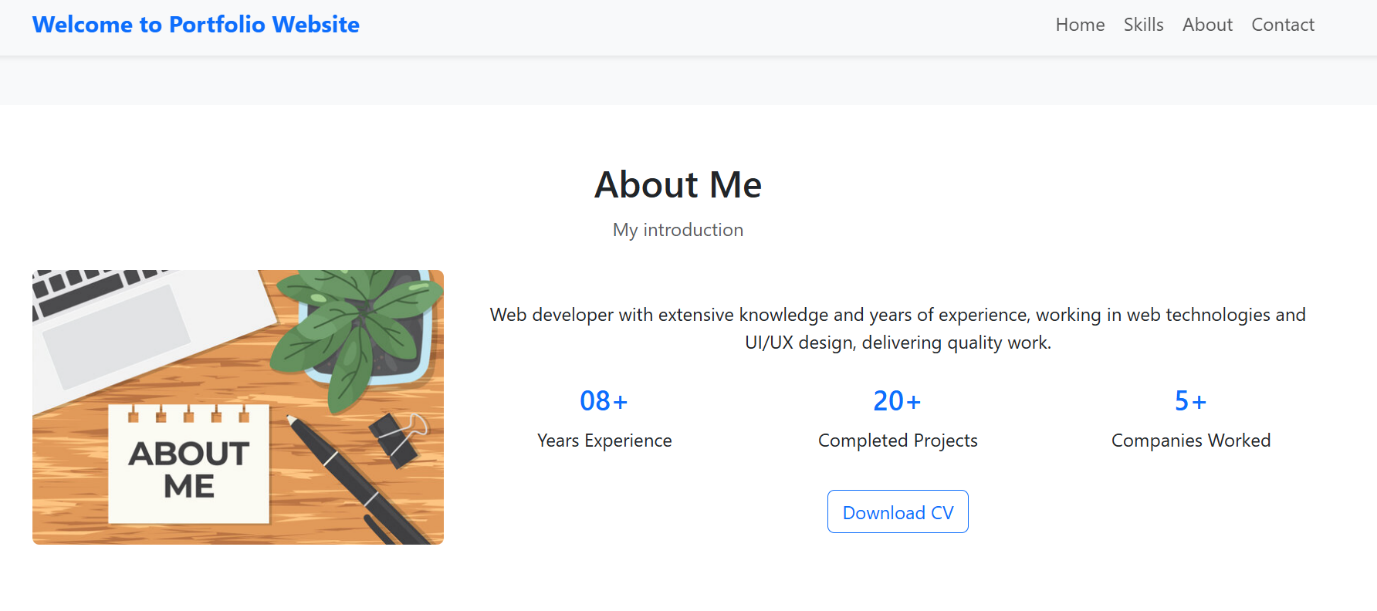 Welcome to Portfolio Website
Home Skills About Contact
About Me
My introduction
ABOUT
ME
Web developer with extensive knowledge and years of experience, working in web technologies and
UI/UX design, delivering quality work.
08+ 20+ 5+
Years Experience Completed Projects Companies Worked
Download CV